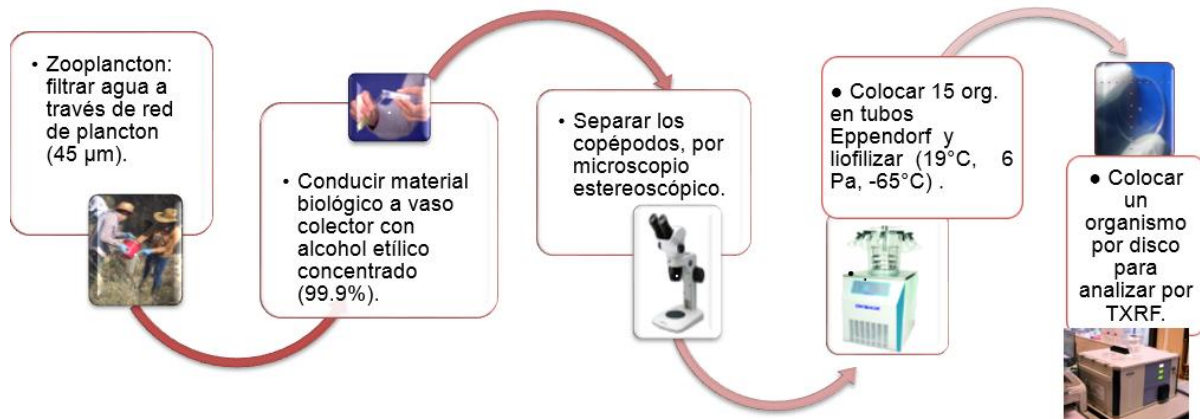 • Zooplancton:
filtrar agua a
través de red
de plancton
(45 µm).
• Conducir material
biológico a vaso
colector con
alcohol etílico
concentrado
(99.9%).
• Separar los
copépodos, por
microscopio
estereoscópico.
● Colocar 15 org.
en tubos
Eppendorf y
liofilizar (19°C, 6
Pa, -65°C) .
● Colocar
un
organismo
por disco
para
analizar por
TXRF.